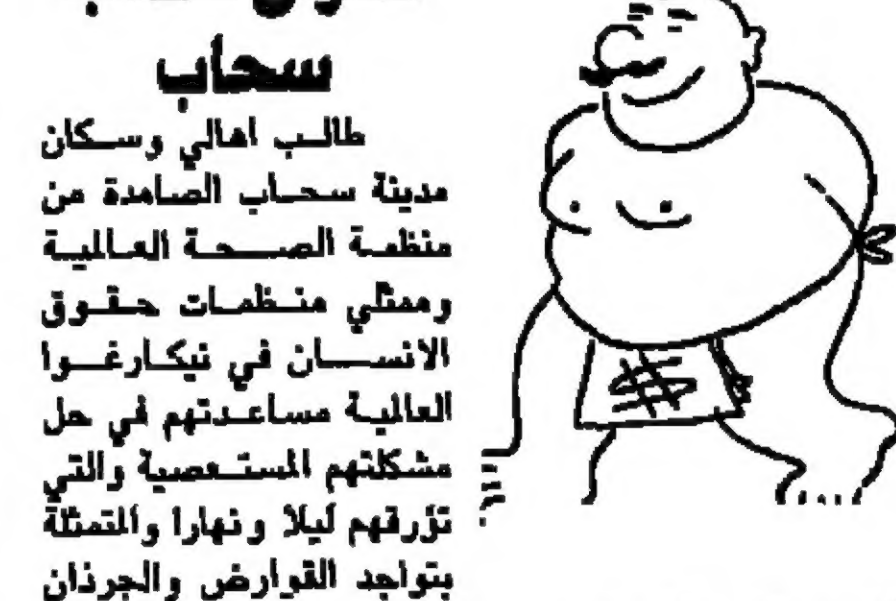 سحاب
طالب اهالي وسكان
مدينة سحاب الصامدة من
منظمة الصحة العالمية
وممثلي منظمات حقوق
الانسان في نيكارغوا
العالمية مساعدتهم في حل
مشكلتهم المستعصية والتي
تؤرقهم ليلا ونهارا والمتمثلة
بتواجد القوارض والجرذان